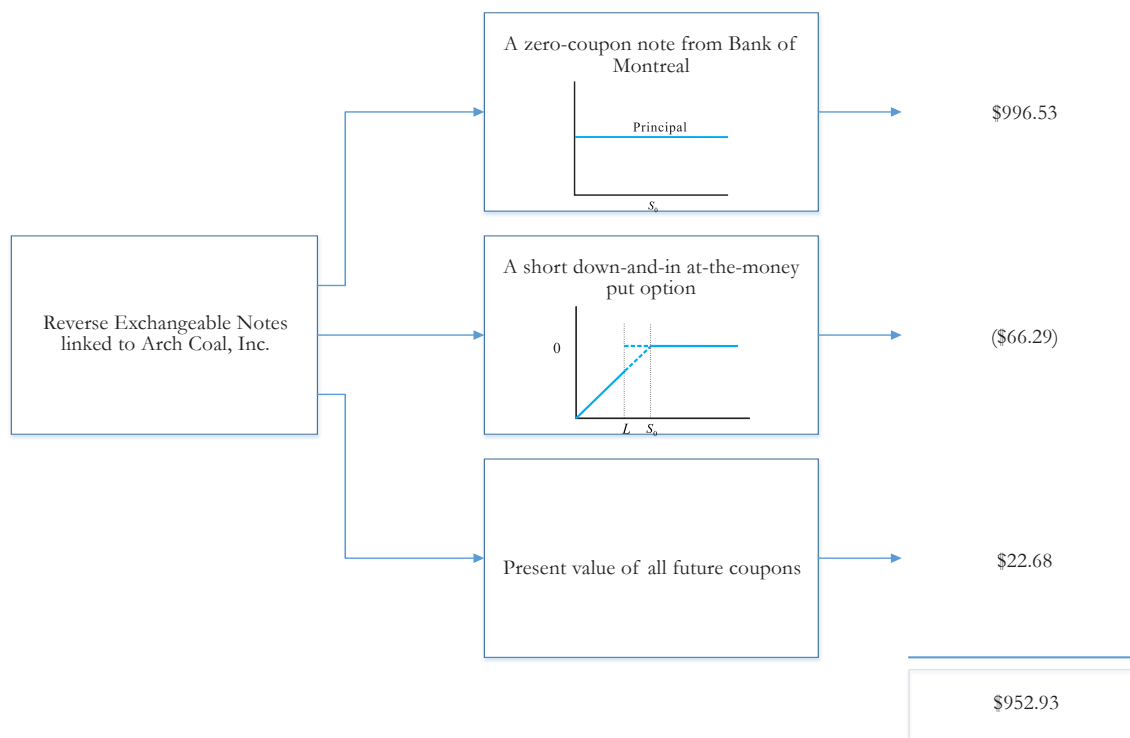 A zero-coupon note from Bank of
Montreal
Principal
S₀
$996.53
Reverse Exchangeable Notes
linked to Arch Coal, Inc.
A short down-and-in at-the-money
put option
0
L S₀
($66.29)
Present value of all future coupons
$22.68
$952.93